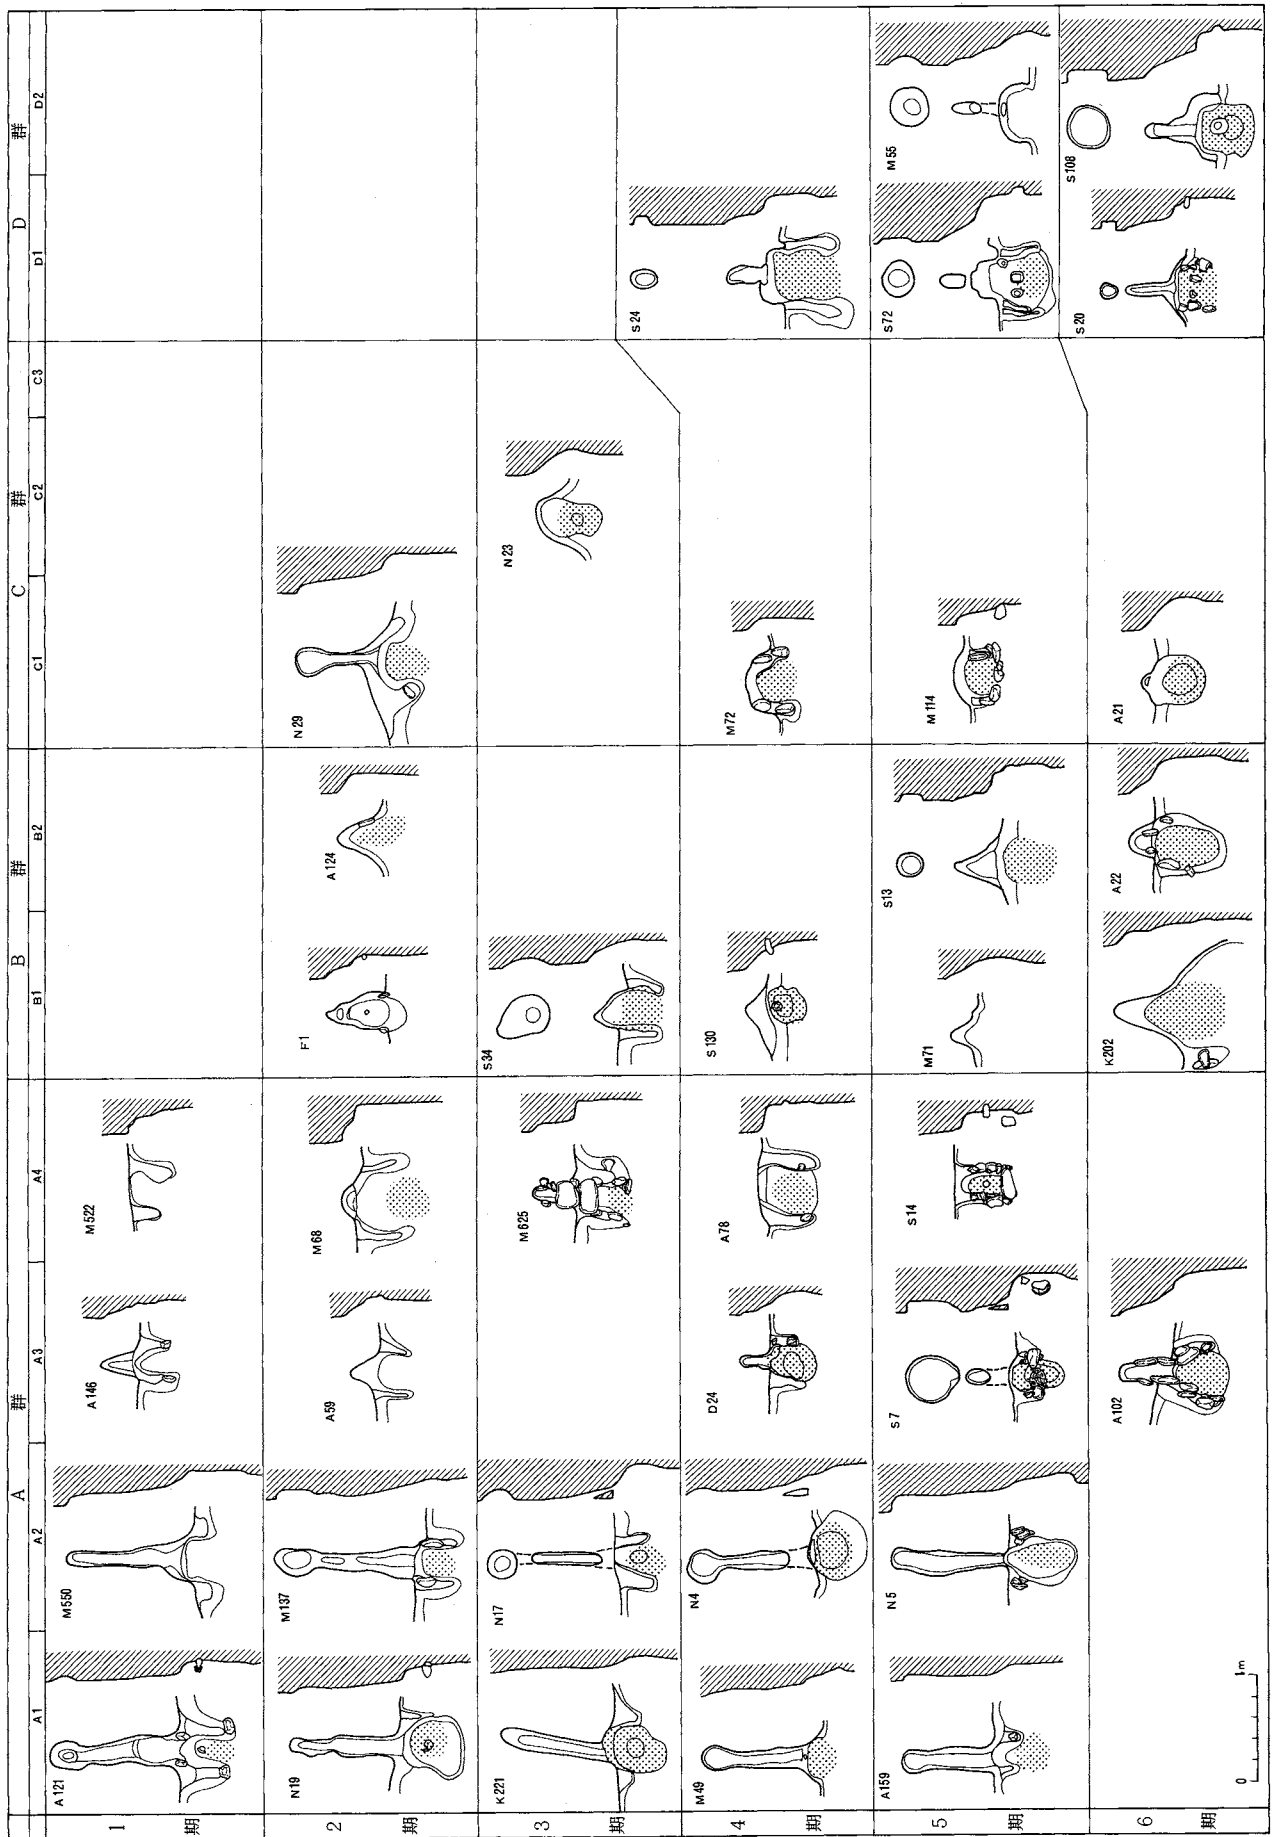 A 群 B 群 C 群 D 群
A1 A2 A3 A4 B1 B2 C1 C2 C3 D1 D2
1期
A121 M550 A146 M522
2期
N19 M137 A59 M68 F1 A124 N29
3期
K221 N17 M625 S34 N23
4期
M49 N4 D24 A78 S130 M72 S24
5期
A159 N5 S7 S14 M71 S13 M114 S72 M55
6期
A102 K202 A22 A21 S20 S108
0 1m